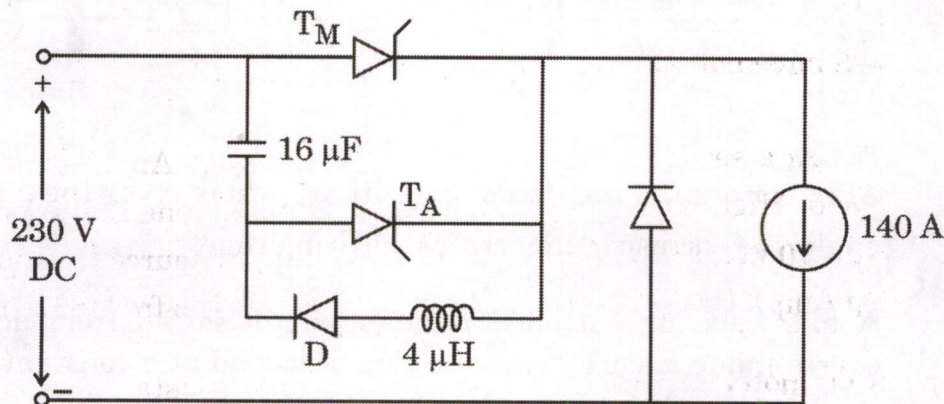 T_M
+
16 μF
T_A
230 V
DC
140 A
D
4 μH
–